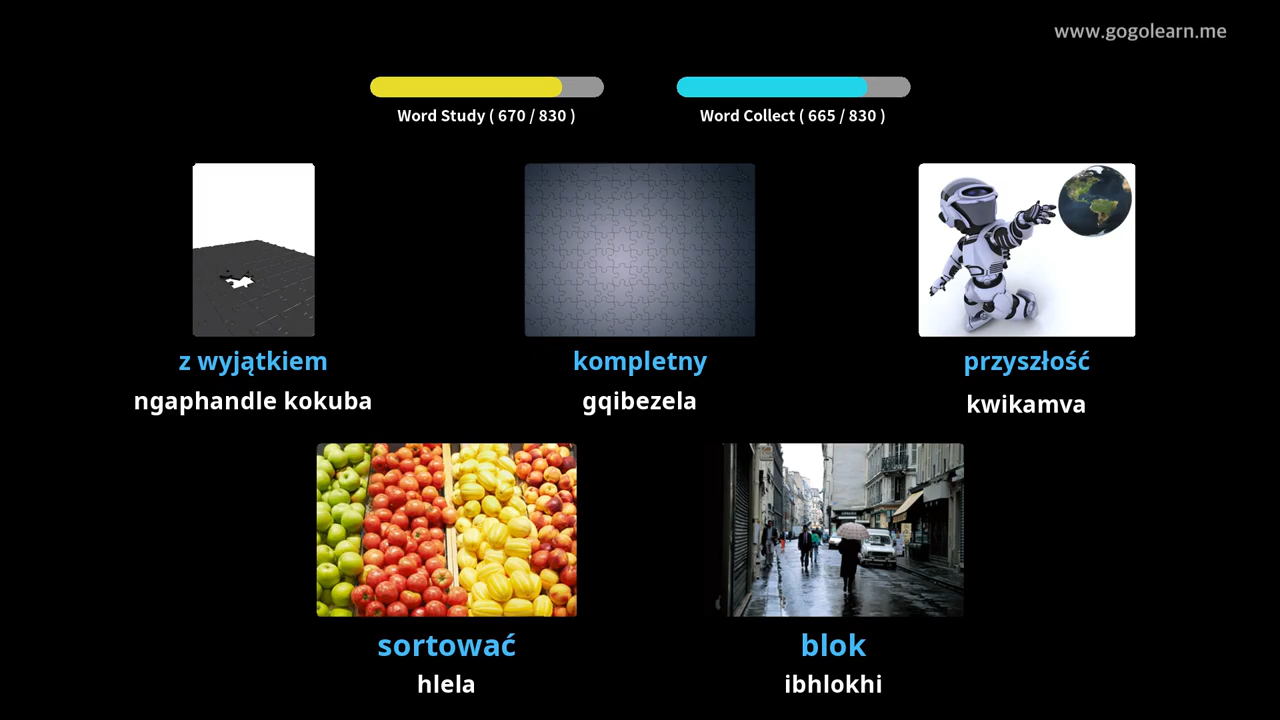 www.gogolearn.me
Word Study ( 670 / 830 )
Word Collect ( 665 / 830 )
z wyjątkiem
ngaphandle kokuba
kompletny
gqibezela
przyszłość
kwikamva
sortować
hlela
blok
ibhlokhi